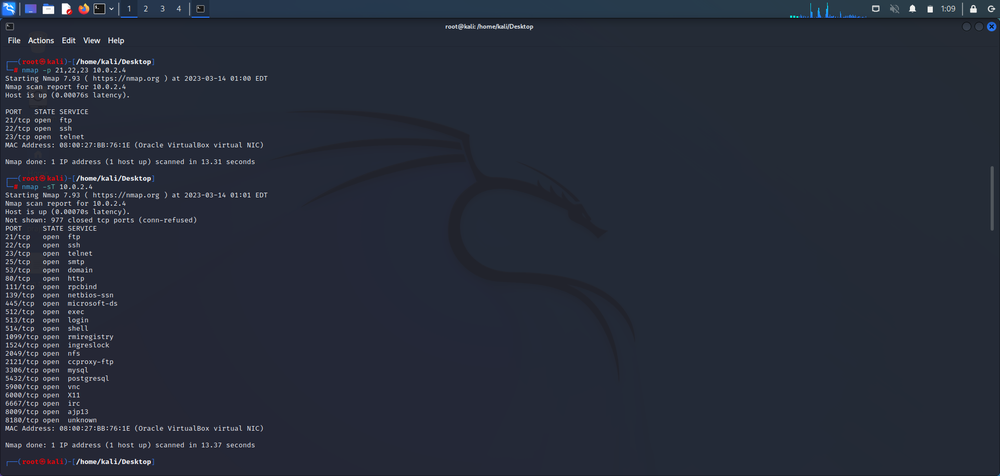 1 2 3 4
1:09
root@kali: /home/kali/Desktop
File Actions Edit View Help
┌──(root㉿kali)-[/home/kali/Desktop]
└─# nmap -p 21,22,23 10.0.2.4
Starting Nmap 7.93 ( https://nmap.org ) at 2023-03-14 01:00 EDT
Nmap scan report for 10.0.2.4
Host is up (0.00076s latency).
PORT   STATE SERVICE
21/tcp open  ftp
22/tcp open  ssh
23/tcp open  telnet
MAC Address: 08:00:27:BB:76:1E (Oracle VirtualBox virtual NIC)
Nmap done: 1 IP address (1 host up) scanned in 13.31 seconds
┌──(root㉿kali)-[/home/kali/Desktop]
└─# nmap -sT 10.0.2.4
Starting Nmap 7.93 ( https://nmap.org ) at 2023-03-14 01:01 EDT
Nmap scan report for 10.0.2.4
Host is up (0.00070s latency).
Not shown: 977 closed tcp ports (conn-refused)
PORT     STATE SERVICE
21/tcp   open  ftp
22/tcp   open  ssh
23/tcp   open  telnet
25/tcp   open  smtp
53/tcp   open  domain
80/tcp   open  http
111/tcp  open  rpcbind
139/tcp  open  netbios-ssn
445/tcp  open  microsoft-ds
512/tcp  open  exec
513/tcp  open  login
514/tcp  open  shell
1099/tcp open  rmiregistry
1524/tcp open  ingreslock
2049/tcp open  nfs
2121/tcp open  ccproxy-ftp
3306/tcp open  mysql
5432/tcp open  postgresql
5900/tcp open  vnc
6000/tcp open  X11
6667/tcp open  irc
8009/tcp open  ajp13
8180/tcp open  unknown
MAC Address: 08:00:27:BB:76:1E (Oracle VirtualBox virtual NIC)
Nmap done: 1 IP address (1 host up) scanned in 13.37 seconds
┌──(root㉿kali)-[/home/kali/Desktop]